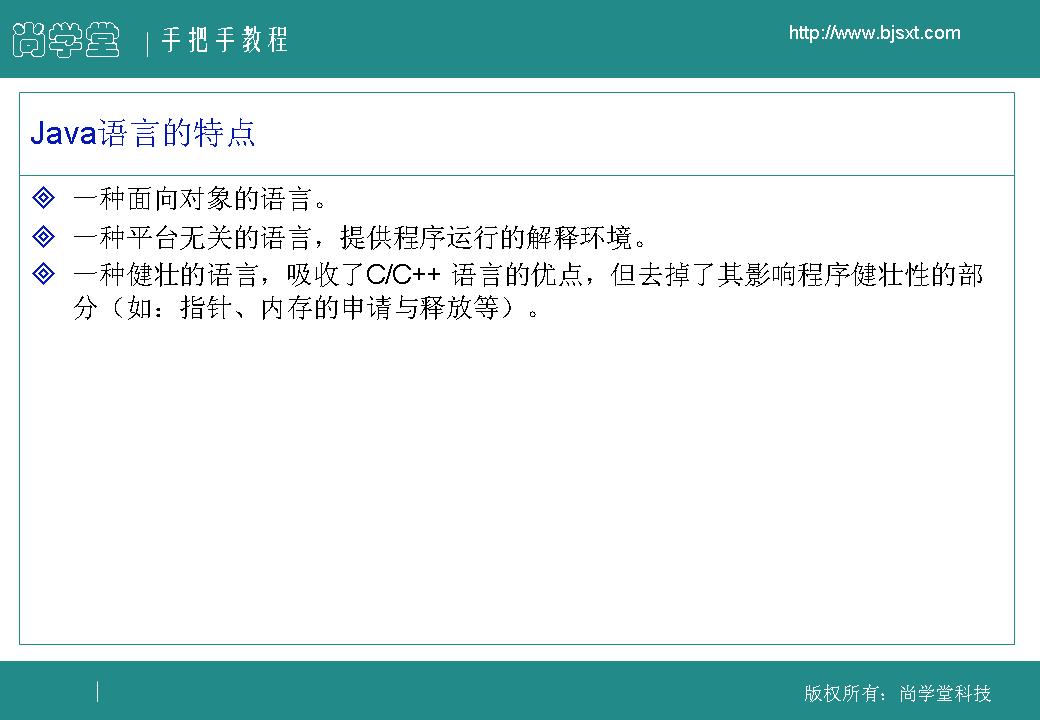 尚学堂 | 手把手教程
http://www.bjsxt.com
Java语言的特点
一种面向对象的语言。
一种平台无关的语言，提供程序运行的解释环境。
一种健壮的语言，吸收了C/C++ 语言的优点，但去掉了其影响程序健壮性的部
分（如：指针、内存的申请与释放等）。
版权所有：尚学堂科技